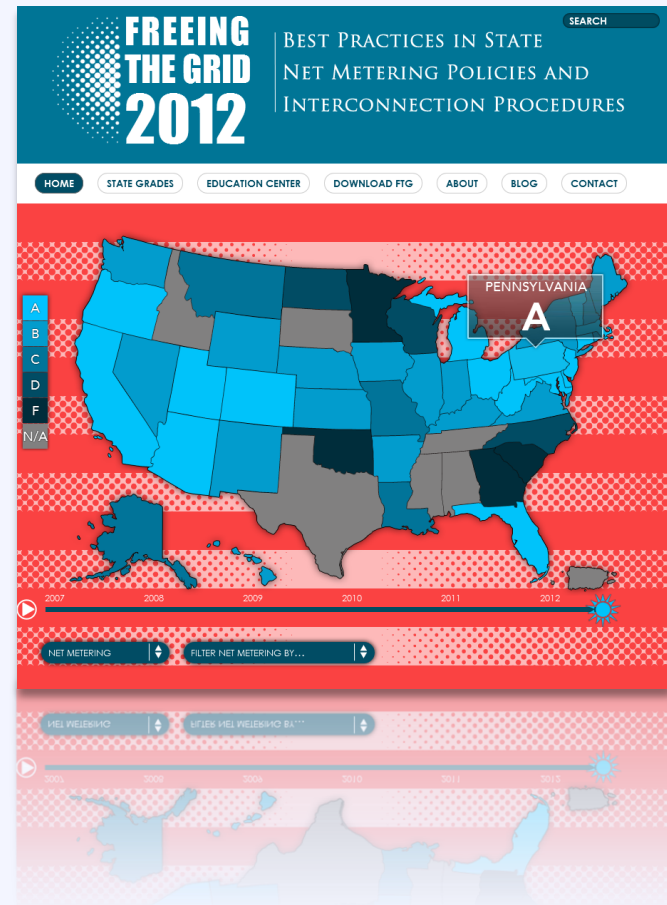 FREEING
THE GRID
2012
BEST PRACTICES IN STATE
NET METERING POLICIES AND
INTERCONNECTION PROCEDURES
SEARCH
HOME
STATE GRADES
EDUCATION CENTER
DOWNLOAD FTG
ABOUT
BLOG
CONTACT
PENNSYLVANIA
A
A
B
C
D
F
N/A
2007 2008 2009 2010 2011 2012
NET METERING
FILTER NET METERING BY...